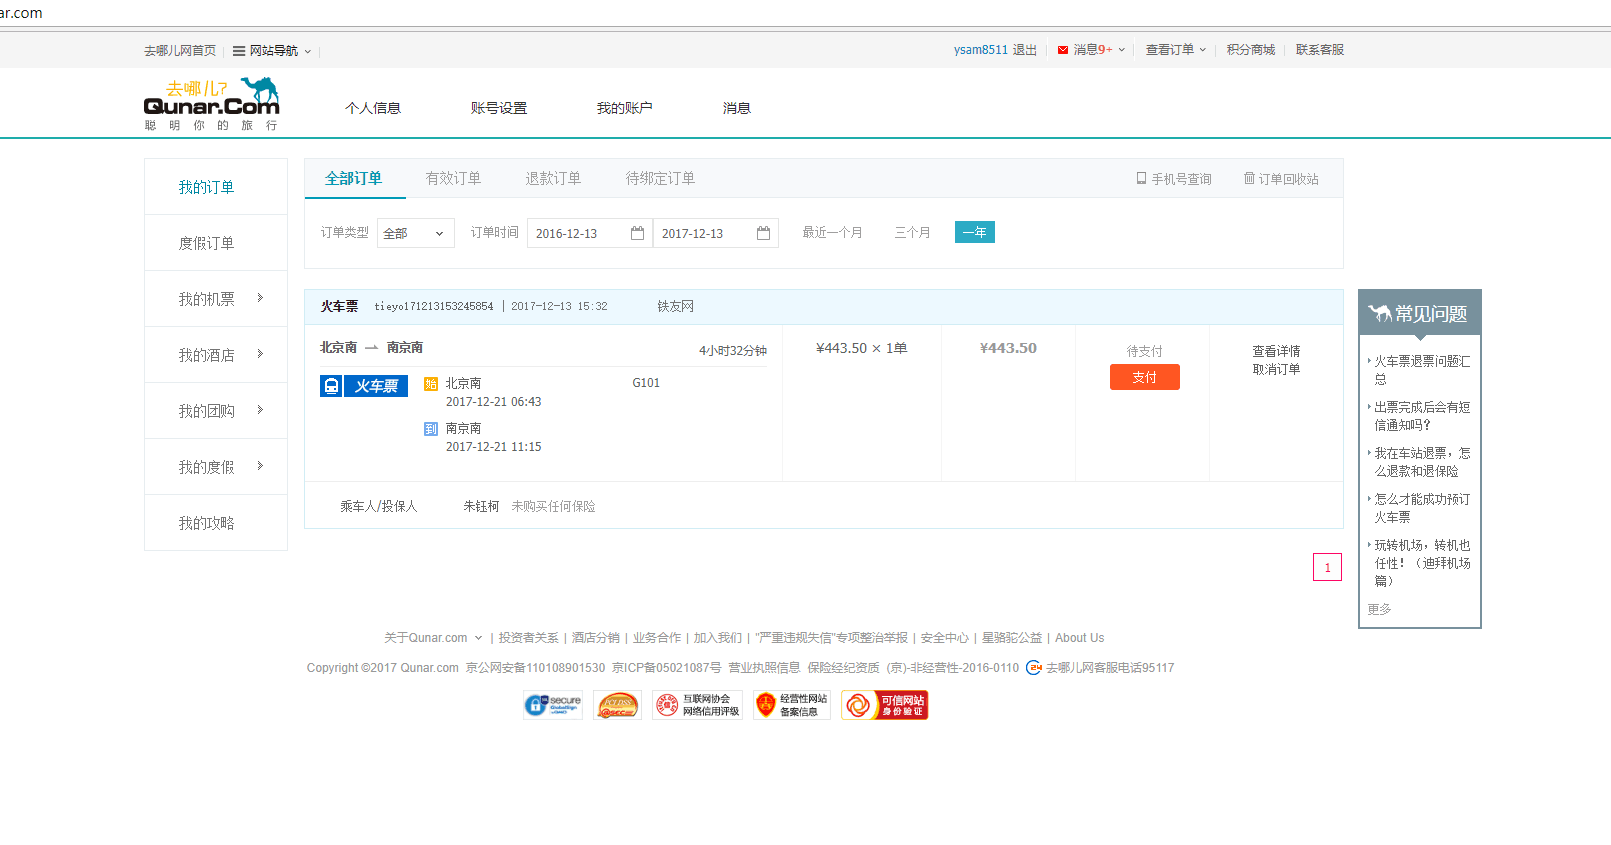 ar.com
去哪儿网首页 网站导航
ysam8511 退出 消息9+ 查看订单 积分商城 联系客服
去哪儿?
Qunar.Com
聪明你的旅行
个人信息 账号设置 我的账户 消息
我的订单
度假订单
我的机票
我的酒店
我的团购
我的度假
我的攻略
全部订单 有效订单 退款订单 待绑定订单 手机号查询 订单回收站
订单类型 全部 订单时间 2016-12-13 2017-12-13 最近一个月 三个月 一年
火车票 tieyo171213153245854 | 2017-12-13 15:32 铁友网
北京南 南京南 4小时32分钟 ¥443.50 × 1单 ¥443.50 待支付 查看详情
支付 取消订单
火车票 始 北京南 G101
2017-12-21 06:43
到 南京南
2017-12-21 11:15
乘车人/投保人 朱钰柯 未购买任何保险
1
常见问题
火车票退票问题汇
总
出票完成后会有短
信通知吗?
我在车站退票，怎
么退款和退保险
怎么才能成功预订
火车票
玩转机场，转机也
任性！（迪拜机场
篇）
更多
关于Qunar.com | 投资者关系 | 酒店分销 | 业务合作 | 加入我们 | "严重违规失信"专项整治举报 | 安全中心 | 星骆驼公益 | About Us
Copyright ©2017 Qunar.com 京公网安备110108901530 京ICP备05021087号 营业执照信息 保险经纪资质 (京)-非经营性-2016-0110 24 去哪儿网客服电话95117
secure
GlobalSign
互联网协会
网络信用评级
经营性网站
备案信息
可信网站
身份验证